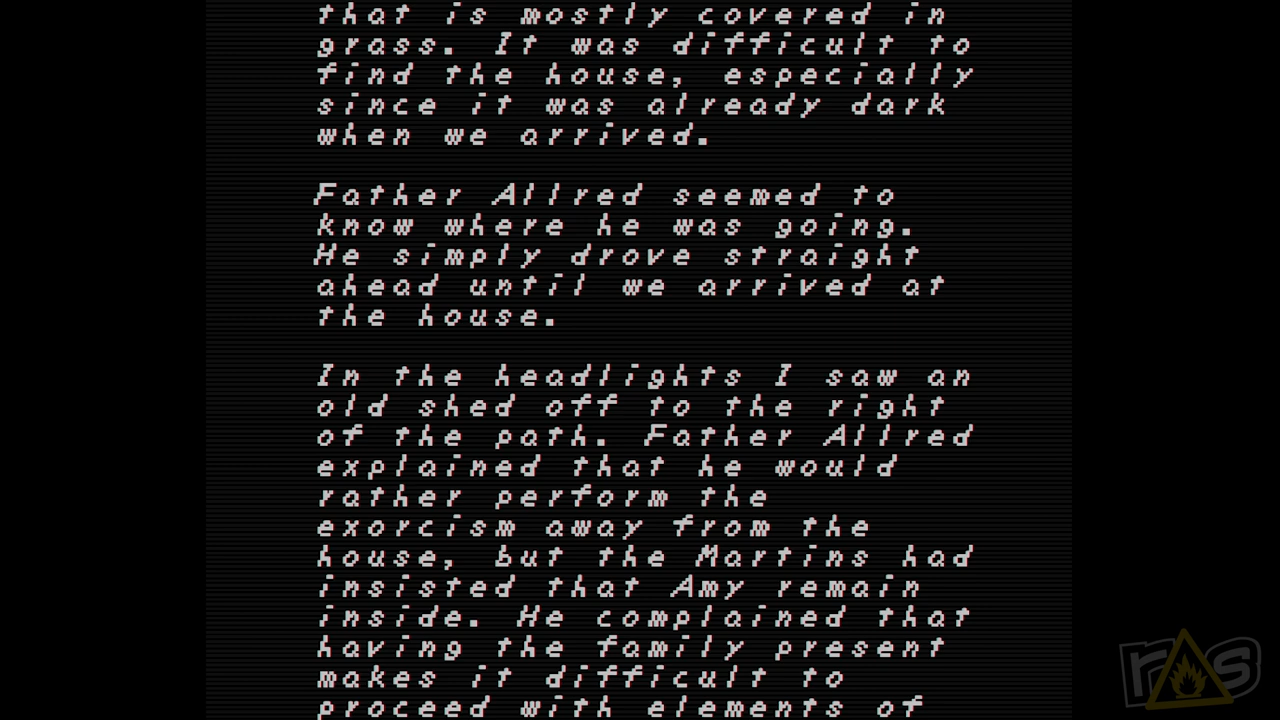 that is mostly covered in
grass. It was difficult to
find the house, especially
since it was already dark
when we arrived.
Father Allred seemed to
know where he was going.
He simply drove straight
ahead until we arrived at
the house.
In the headlights I saw an
old shed off to the right
of the path. Father Allred
explained that he would
rather perform the
exorcism away from the
house, but the Martins had
insisted that Amy remain
inside. He complained that
having the family present
makes it difficult to
proceed with elements of
ras